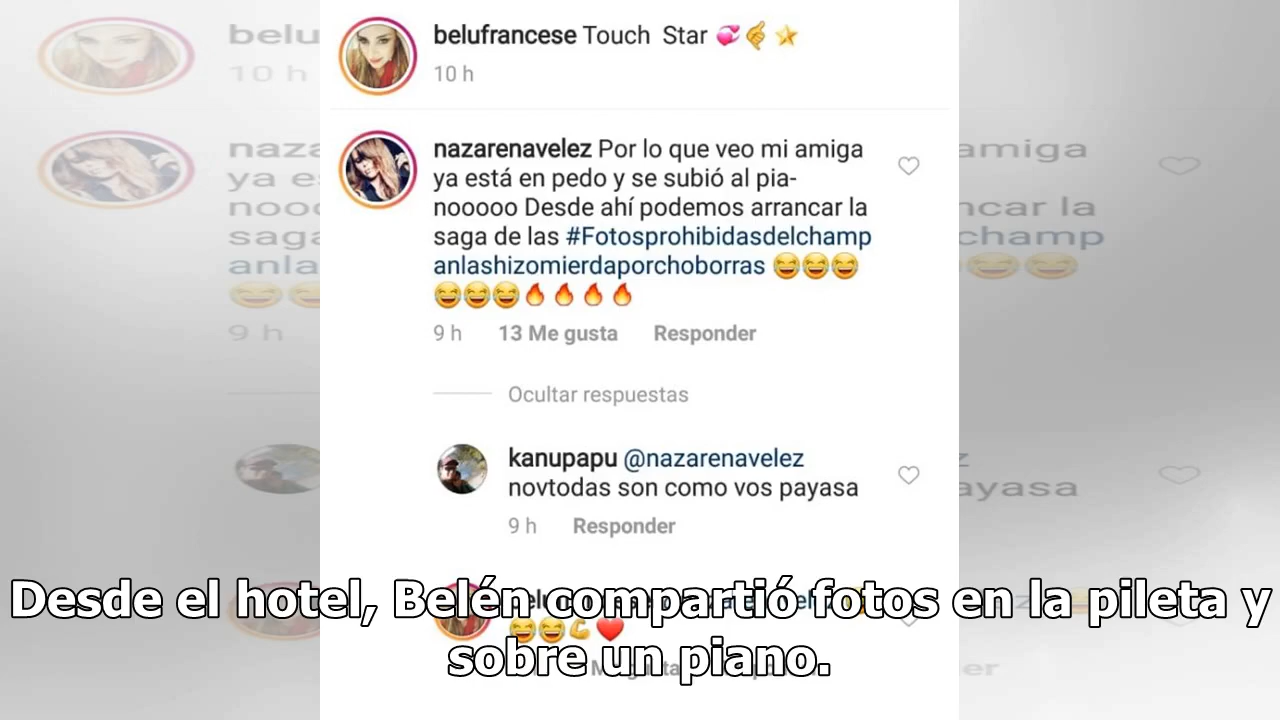 belufrancese Touch Star 💞🤙⭐
10 h
nazarenavelez Por lo que veo mi amiga
ya está en pedo y se subió al pia-
nooooo Desde ahí podemos arrancar la
saga de las #Fotosprohibidasdelchamp
anlashizomierdaporchoborras 😂😂😂
😂😂😂🔥🔥🔥🔥
9 h 13 Me gusta Responder
Ocultar respuestas
kanupapu @nazarenavelez
novtodas son como vos payasa
9 h Responder
😂😂💪❤️
Desde el hotel, Belén compartió fotos en la pileta y
sobre un piano.